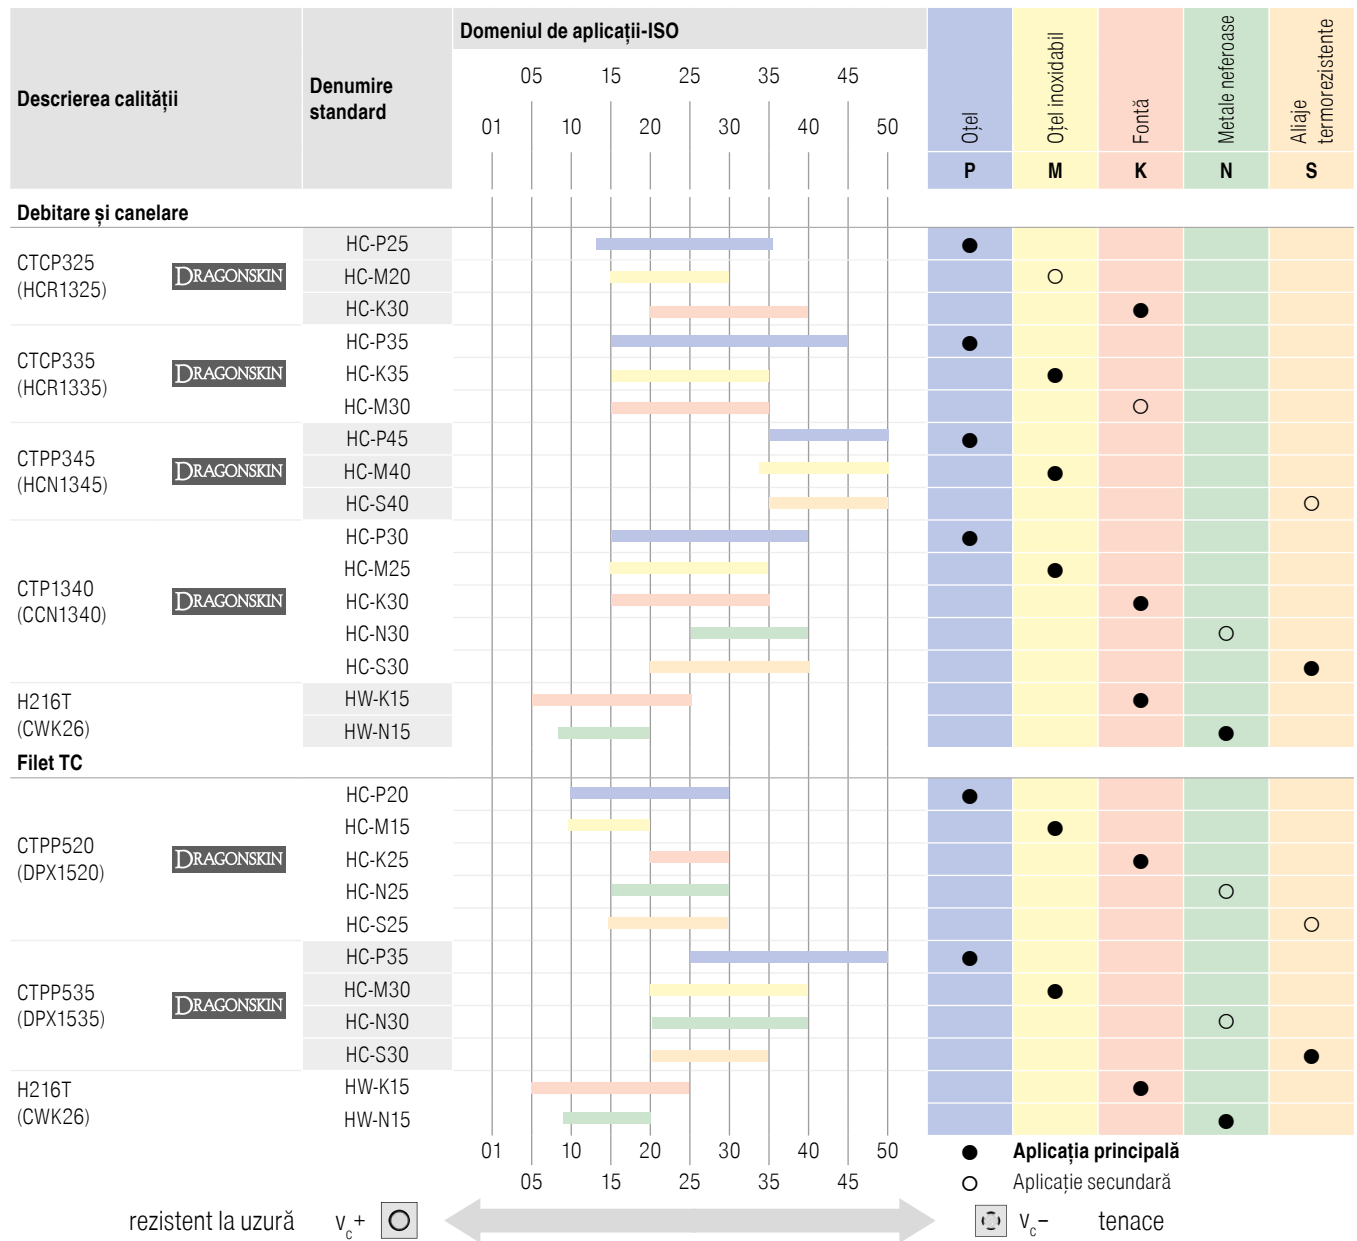 Descrierea calității
Denumire
standard
Domeniul de aplicații-ISO
05 15 25 35 45
01 10 20 30 40 50
Oțel
Oțel inoxidabil
Fontă
Metale neferoase
Aliaje
termorezistente
P M K N S
Debitare și canelare
CTCP325
(HCR1325)
DRAGONSKIN
HC-P25
HC-M20
HC-K30
CTCP335
(HCR1335)
DRAGONSKIN
HC-P35
HC-K35
HC-M30
CTPP345
(HCN1345)
DRAGONSKIN
HC-P45
HC-M40
HC-S40
CTP1340
(CCN1340)
DRAGONSKIN
HC-P30
HC-M25
HC-K30
HC-N30
HC-S30
H216T
(CWK26)
HW-K15
HW-N15
Filet TC
CTPP520
(DPX1520)
DRAGONSKIN
HC-P20
HC-M15
HC-K25
HC-N25
HC-S25
CTPP535
(DPX1535)
DRAGONSKIN
HC-P35
HC-M30
HC-N30
HC-S30
H216T
(CWK26)
HW-K15
HW-N15
01 10 20 30 40 50
05 15 25 35 45
Aplicația principală
Aplicație secundară
rezistent la uzură vc+
vc– tenace